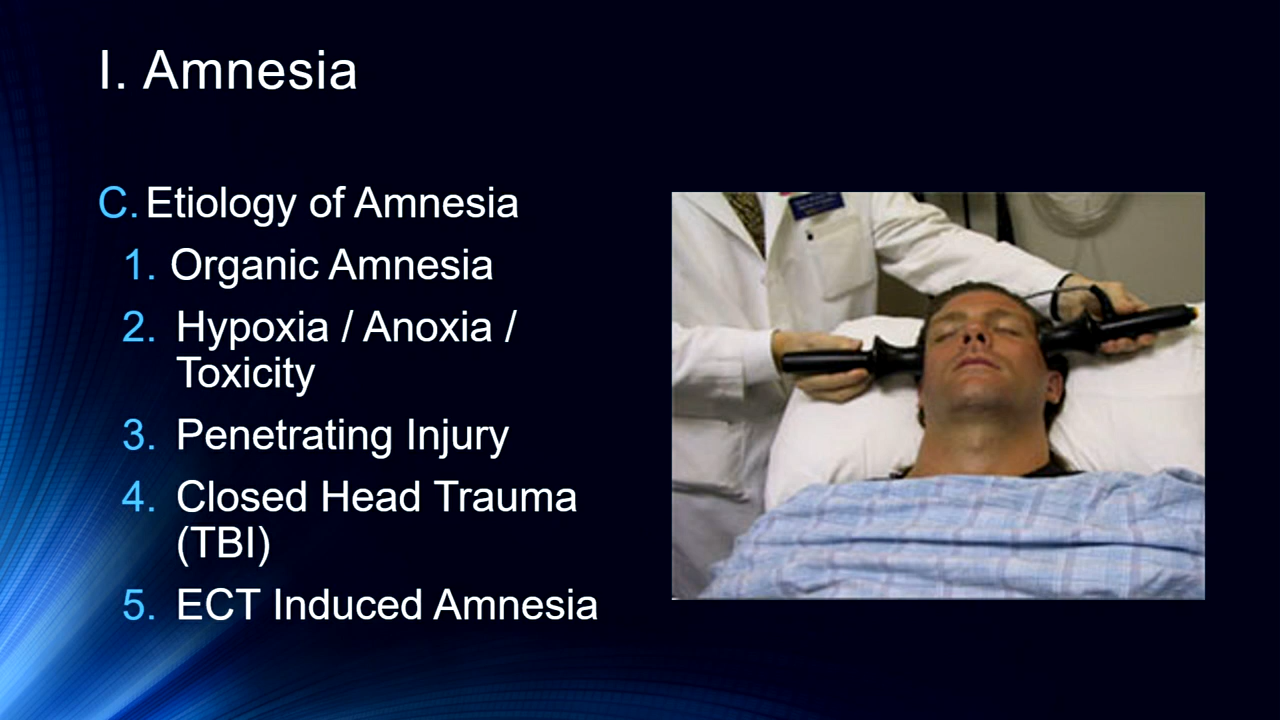 I. Amnesia
C. Etiology of Amnesia
1. Organic Amnesia
2. Hypoxia / Anoxia /
Toxicity
3. Penetrating Injury
4. Closed Head Trauma
(TBI)
5. ECT Induced Amnesia